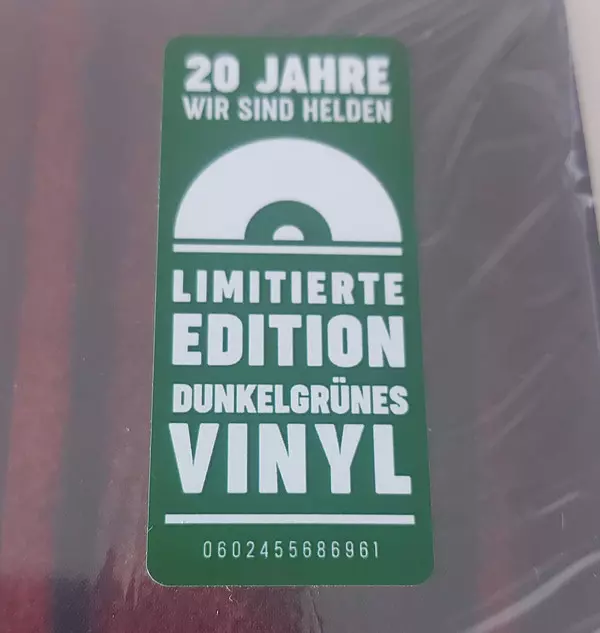 20 JAHRE
WIR SIND HELDEN
LIMITIERTE
EDITION
DUNKELGRÜNES
VINYL
0602455686961